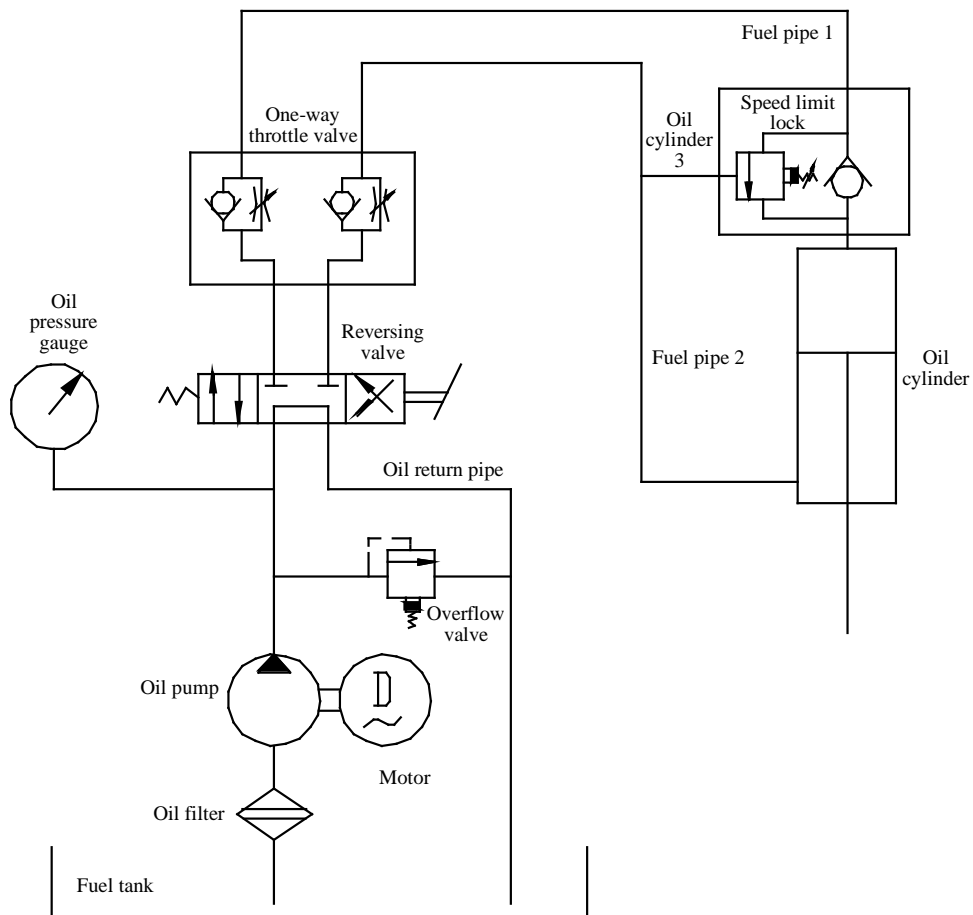 Fuel pipe 1
One-way
throttle valve
Speed limit
lock
Oil
cylinder
3
Oil
pressure
gauge
Reversing
valve
Fuel pipe 2
Oil
cylinder
Oil return pipe
Overflow
valve
Oil pump
D
Motor
Oil filter
Fuel tank